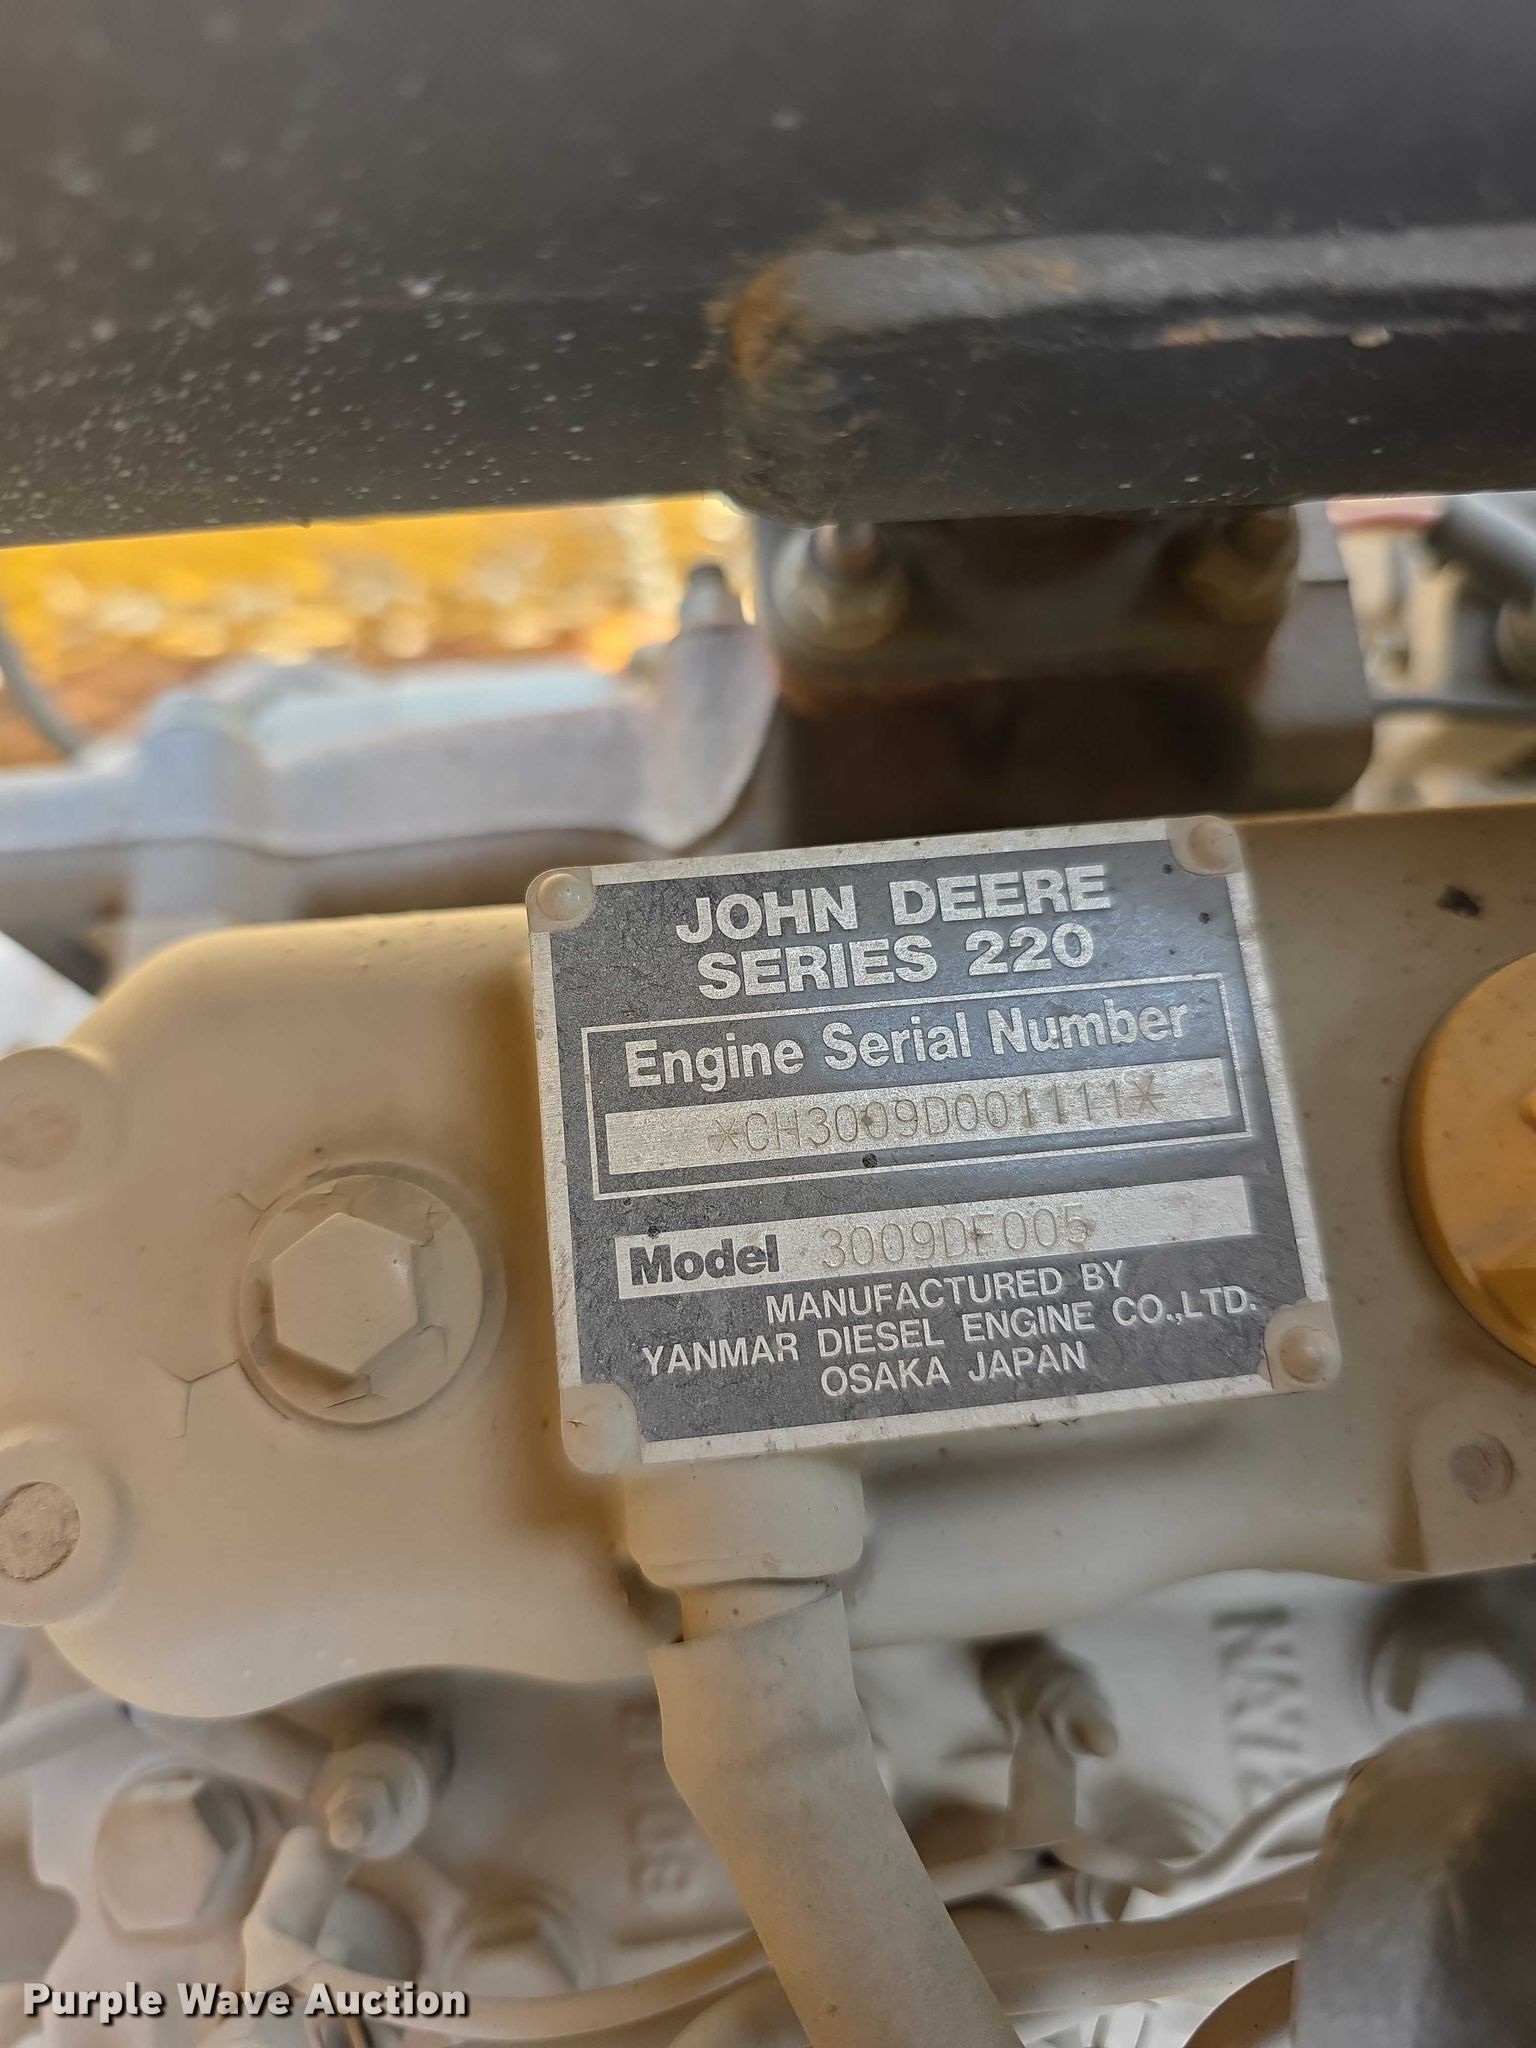 JOHN DEERE
SERIES 220
Engine Serial Number
*CH3009D001111*
Model 3009DF005
MANUFACTURED BY
YANMAR DIESEL ENGINE CO.,LTD.
OSAKA JAPAN
YANM
Purple Wave Auction